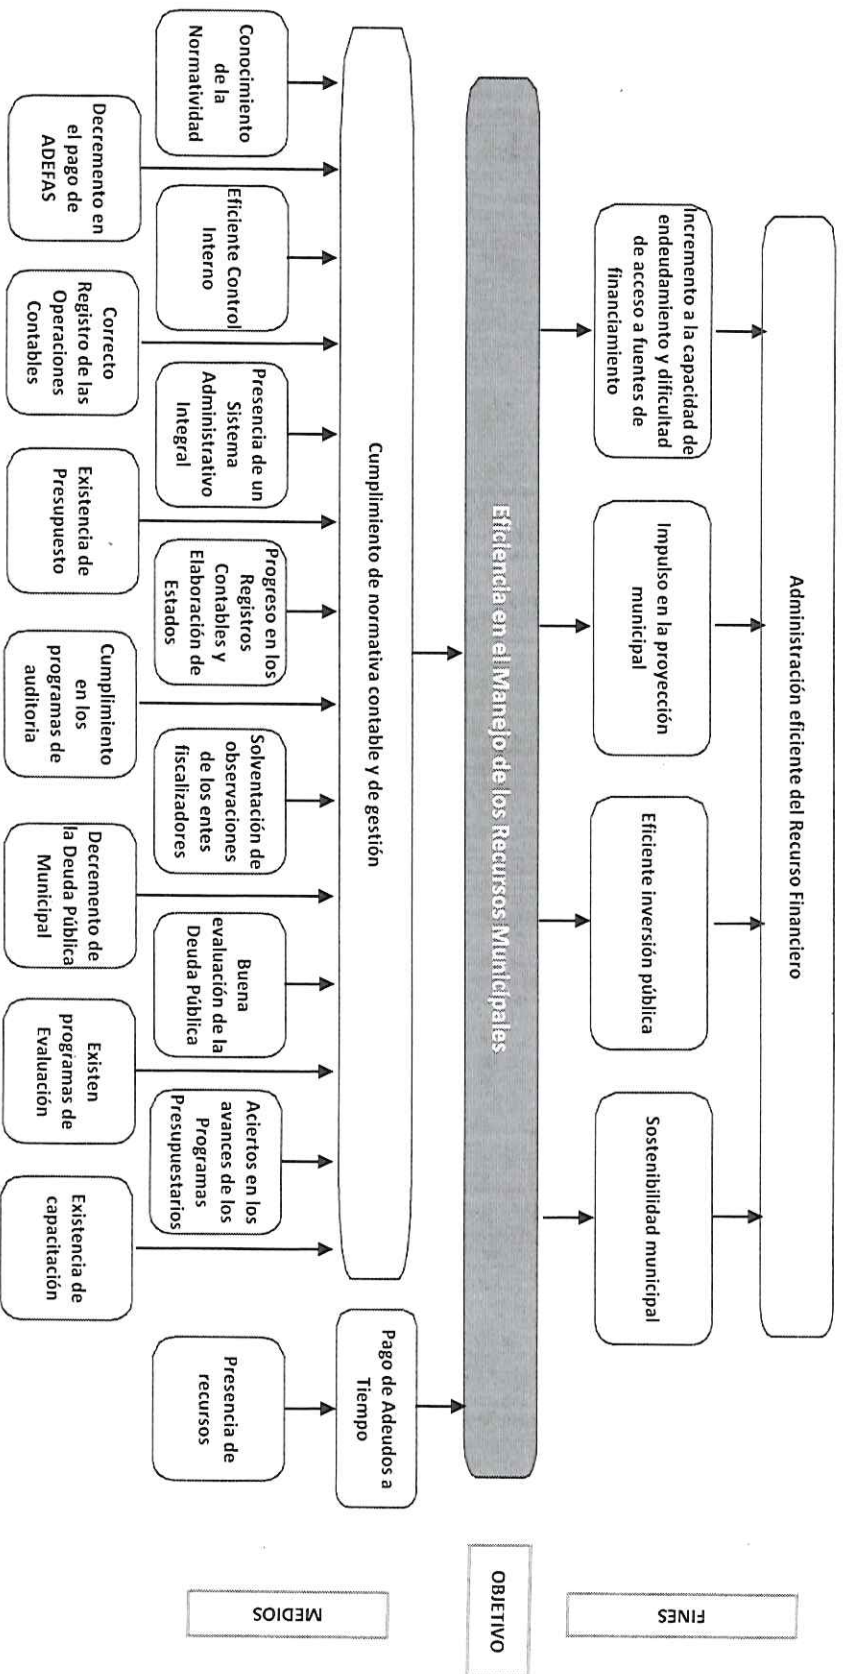 Administración eficiente del Recurso Financiero
Incremento a la capacidad de
endeudamiento y dificultad
de acceso a fuentes de
financiamiento
Impulso en la proyección
municipal
Eficiente inversión pública
Sostenibilidad municipal
FINES
Eficiencia en el Manejo de los Recursos Municipales
OBJETIVO
Cumplimiento de normativa contable y de gestión
Pago de Adeudos a
Tiempo
MEDIOS
Conocimiento
de la
Normatividad
Eficiente Control
Interno
Presencia de un
Sistema
Administrativo
Integral
Progreso en los
Registros
Contables y
Elaboración de
Estados
Solventación de
observaciones
de los entes
fiscalizadores
Buena
evaluación de la
Deuda Pública
Aciertos en los
avances de los
Programas
Presupuestarios
Presencia de
recursos
Decremento en
el pago de
ADEFAS
Correcto
Registro de las
Operaciones
Contables
Existencia de
Presupuesto
Cumplimiento
en los
programas de
auditoria
Decremento de
la Deuda Pública
Municipal
Existen
programas de
Evaluación
Existencia de
capacitación